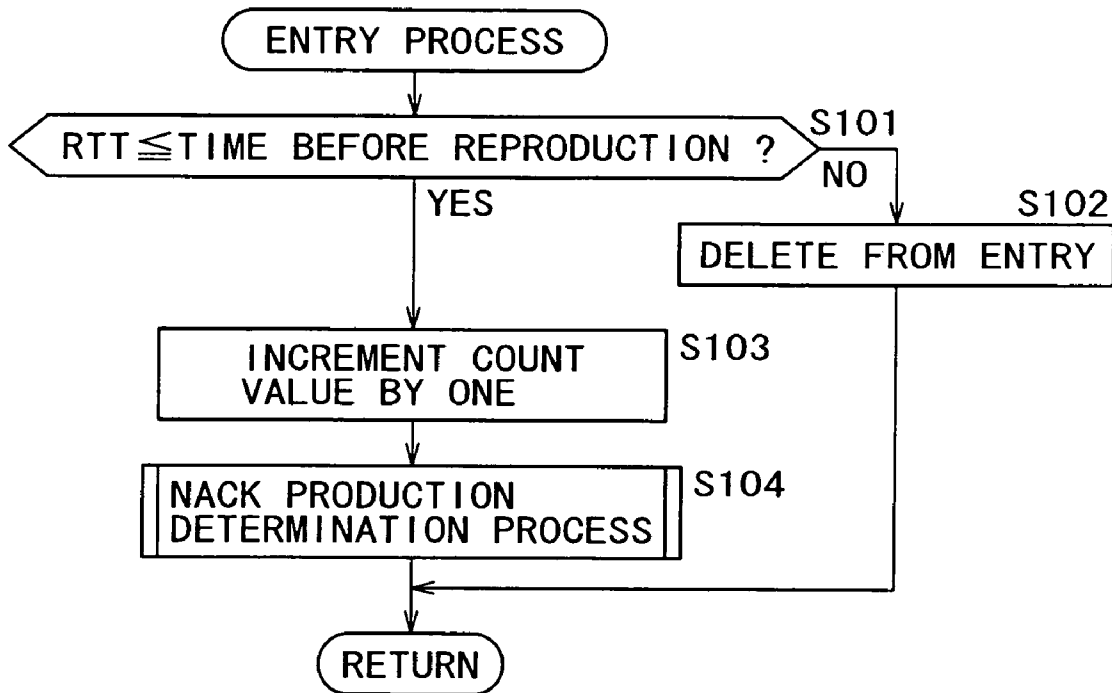 ENTRY PROCESS
RTT≦TIME BEFORE REPRODUCTION ?
S101
NO
YES
S102
DELETE FROM ENTRY
INCREMENT COUNT
VALUE BY ONE
S103
NACK PRODUCTION
DETERMINATION PROCESS
S104
RETURN